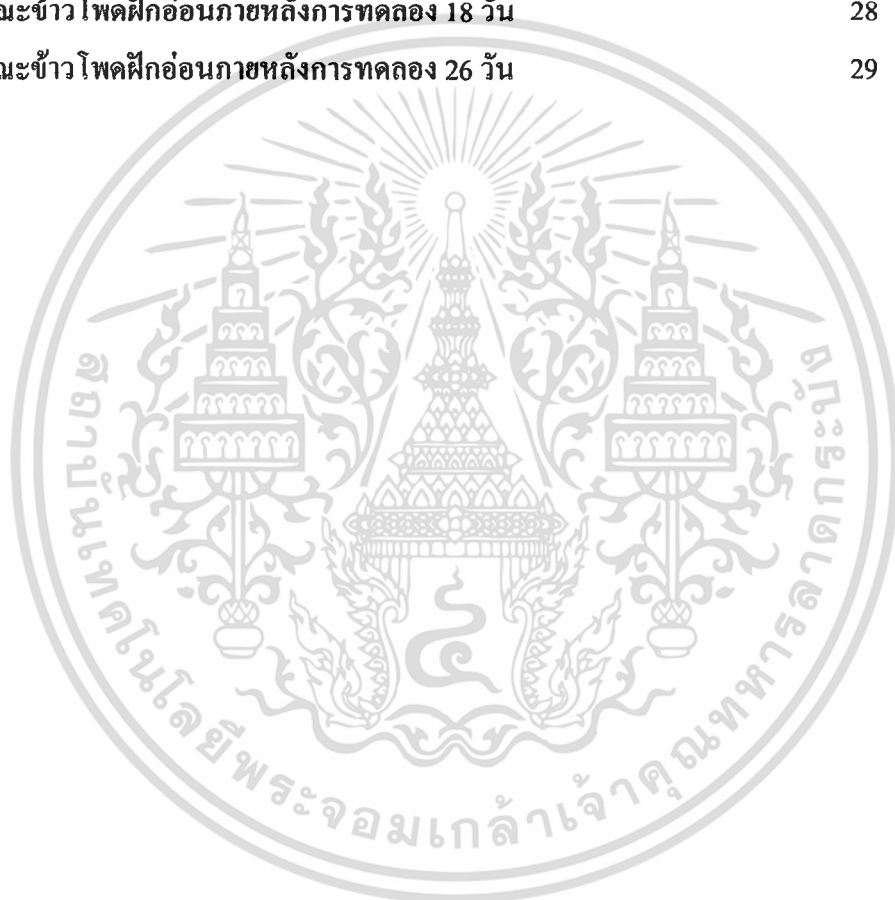 ณะข้าวโพดฝักอ่อนภายหลังการทดลอง 18 วัน 28
ณะข้าวโพดฝักอ่อนภายหลังการทดลอง 26 วัน 29
สถาบันเทคโนโลยีพระจอมเกล้าเจ้าคุณทหารลาดกระบัง
๔